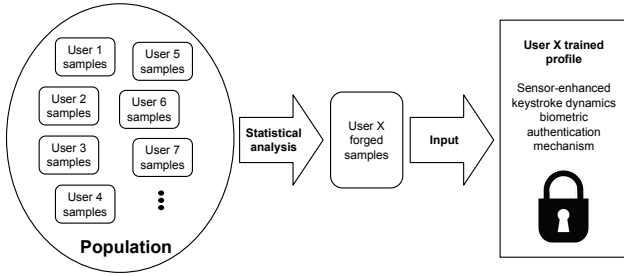 User 1
samples
User 5
samples
User 2
samples
User 6
samples
User 3
samples
User 7
samples
User 4
samples
Population
Statistical
analysis
User X
forged
samples
Input
User X trained
profile
Sensor-enhanced
keystroke dynamics
biometric
authentication
mechanism